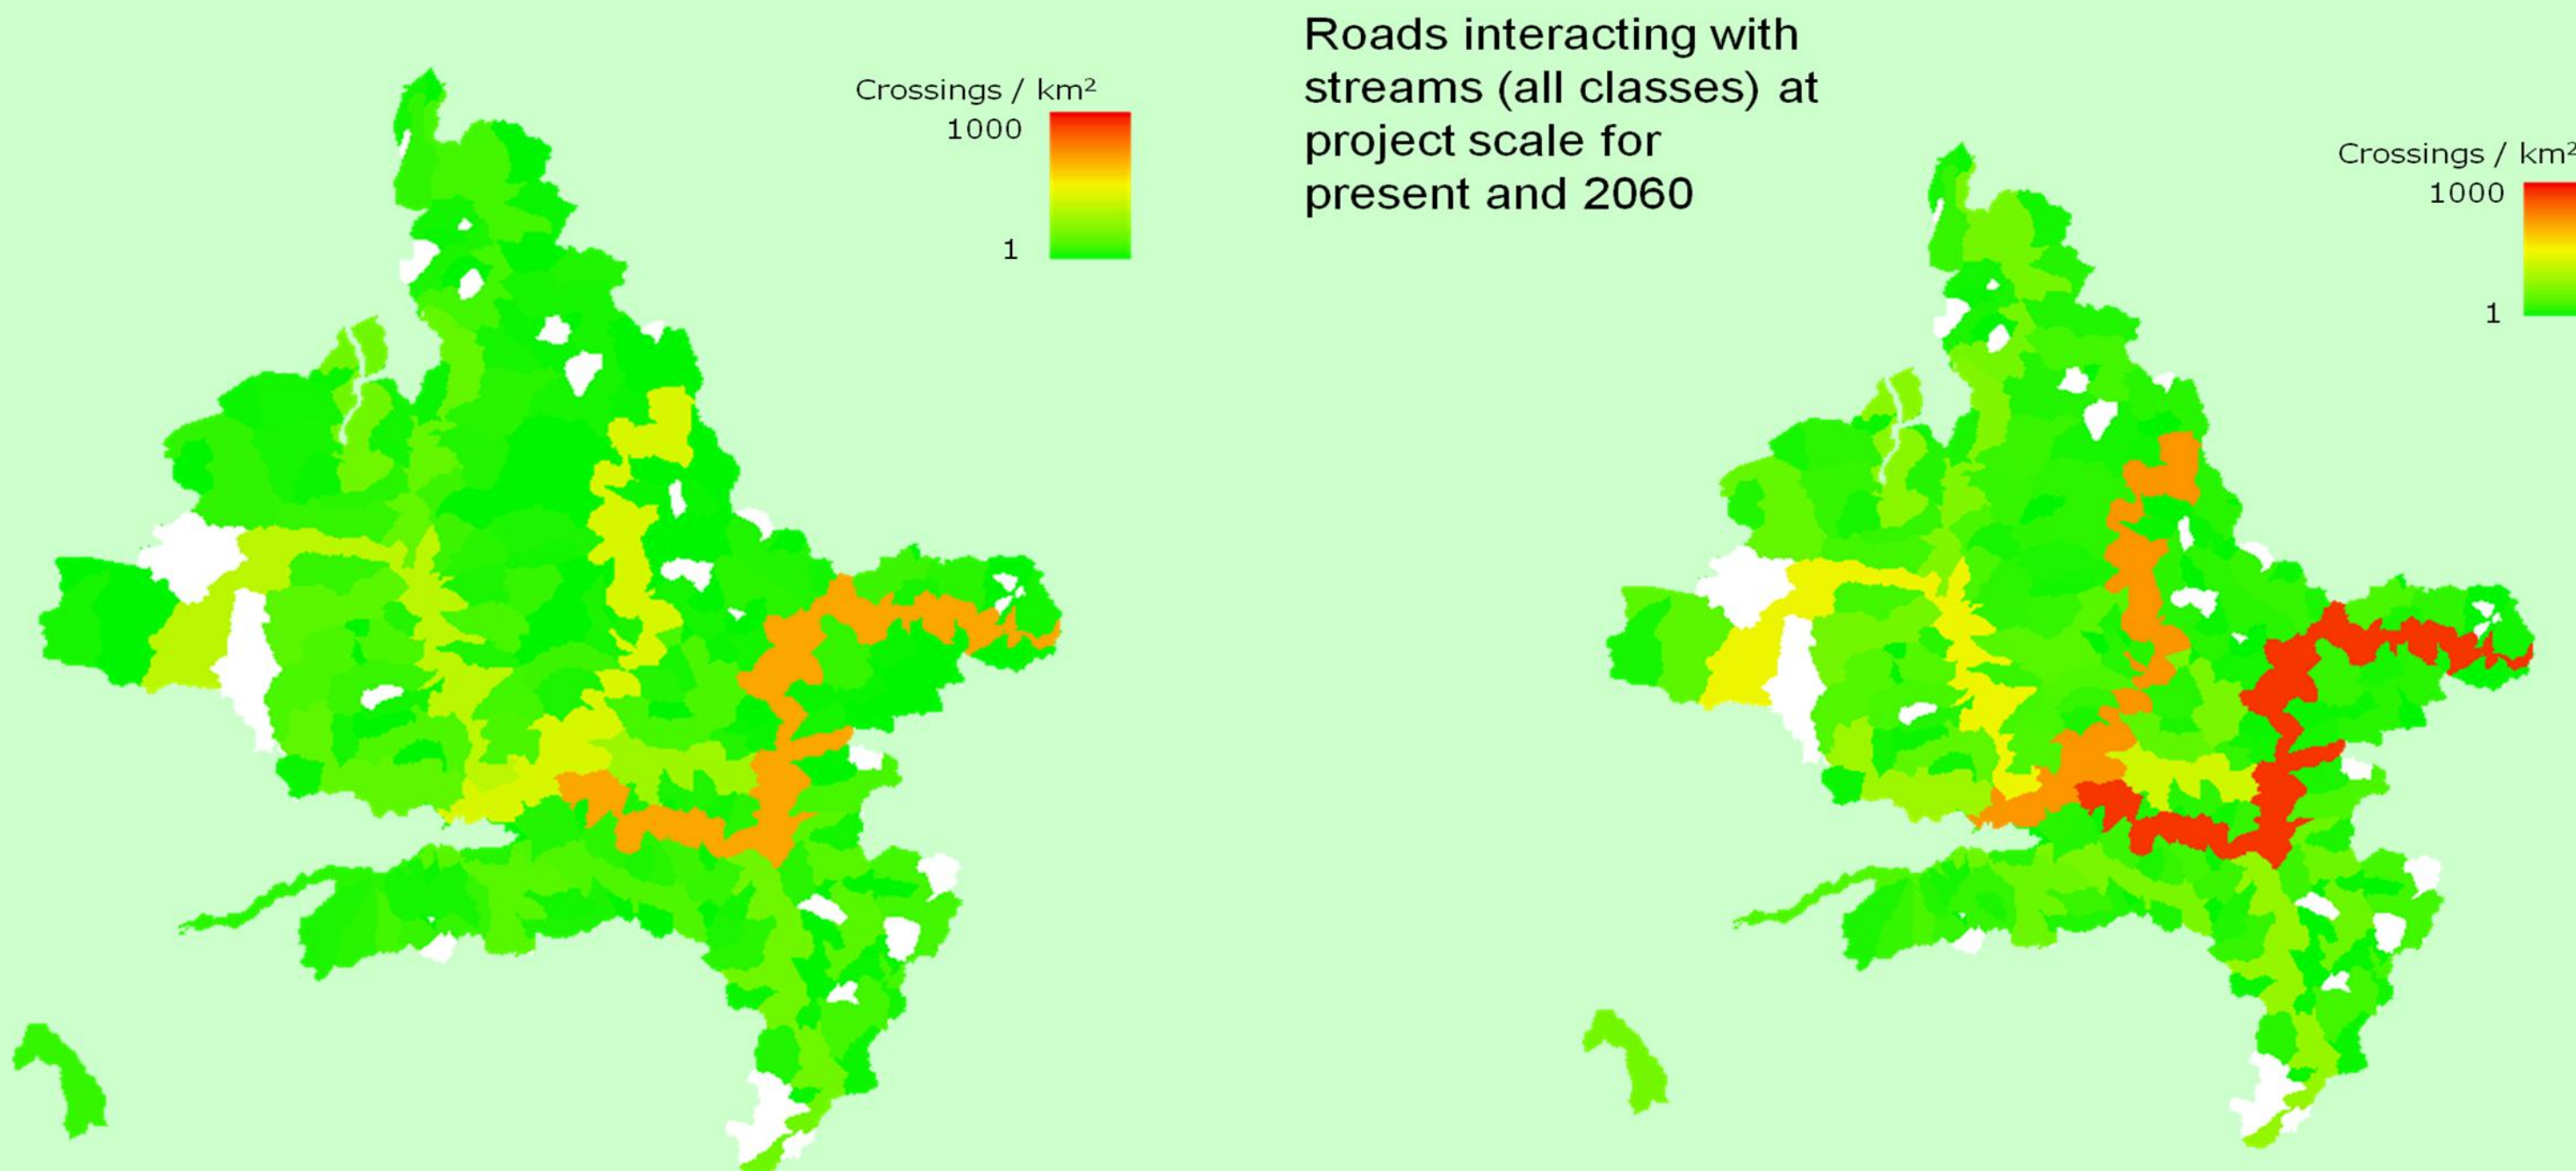 Roads interacting with
streams (all classes) at
project scale for
present and 2060
Crossings / km²
1000
1
Crossings / km²
1000
1